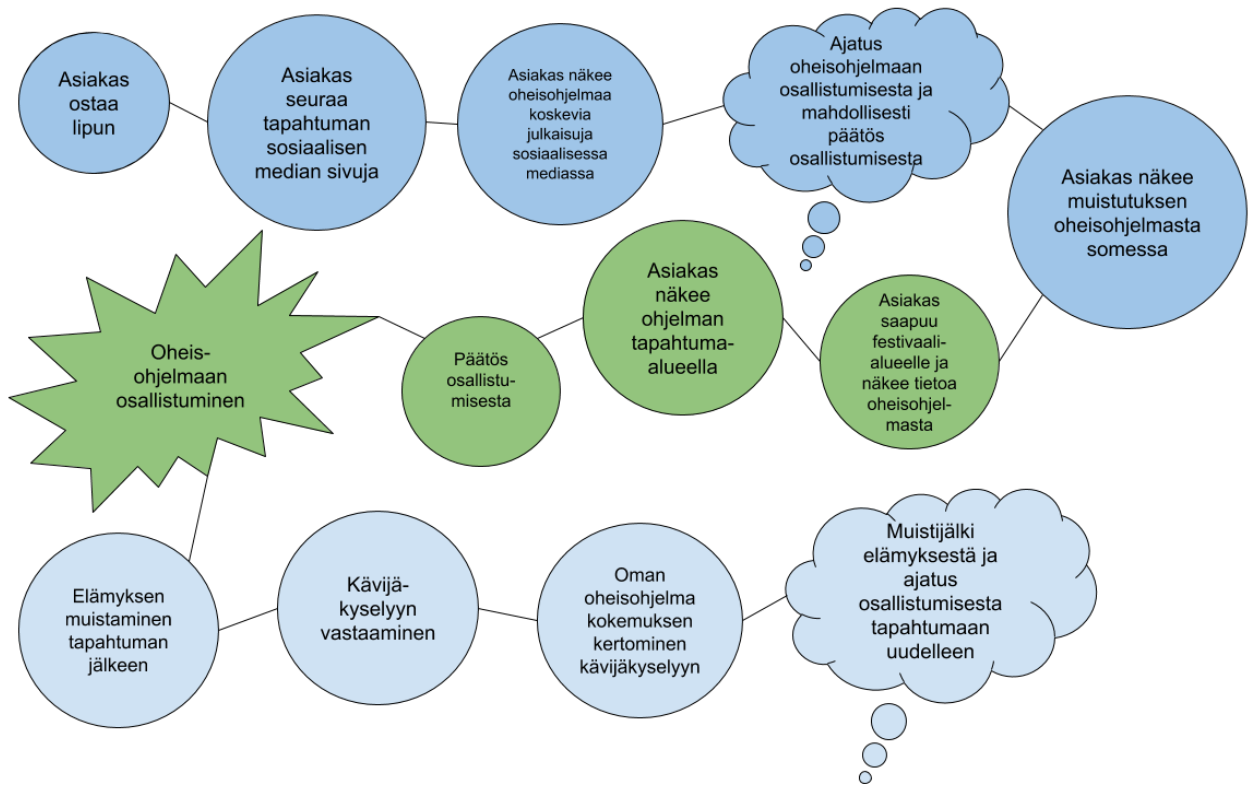 Asiakas
ostaa
lipun
Asiakas
seuraa
tapahtuman
sosiaalisen
median sivuja
Asiakas näkee
oheisohjelmaa
koskevia
julkaisuja
sosiaalisessa
mediassa
Ajatus
oheisohjelmaan
osallistumisesta ja
mahdollisesti
päätös
osallistumisesta
Asiakas näkee
muistutuksen
oheisohjelmasta
somessa
Asiakas
saapuu
festivaali-
alueelle ja
näkee tietoa
oheisohjel-
masta
Asiakas
näkee
ohjelman
tapahtuma-
alueella
Päätös
osallistu-
misesta
Oheis-
ohjelmaan
osallistuminen
Elämyksen
muistaminen
tapahtuman
jälkeen
Kävijä-
kyselyyn
vastaaminen
Oman
oheisohjelma
kokemuksen
kertominen
kävijäkyselyyn
Muistijälki
elämyksestä ja
ajatus
osallistumisesta
tapahtumaan
uudelleen